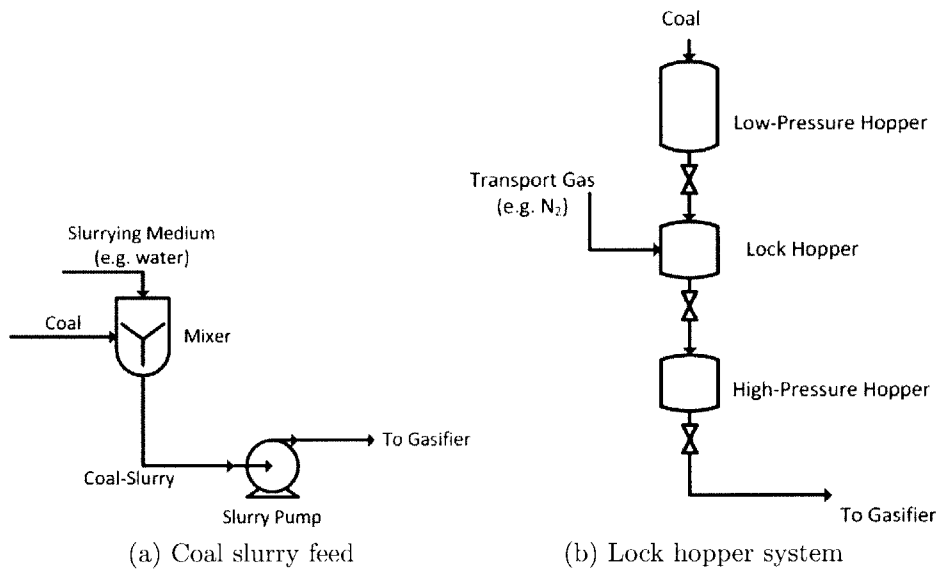 Slurrying Medium
(e.g. water)
Coal
Mixer
Coal-Slurry
Slurry Pump
To Gasifier
(a) Coal slurry feed
Coal
Low-Pressure Hopper
Transport Gas
(e.g. N₂)
Lock Hopper
High-Pressure Hopper
To Gasifier
(b) Lock hopper system